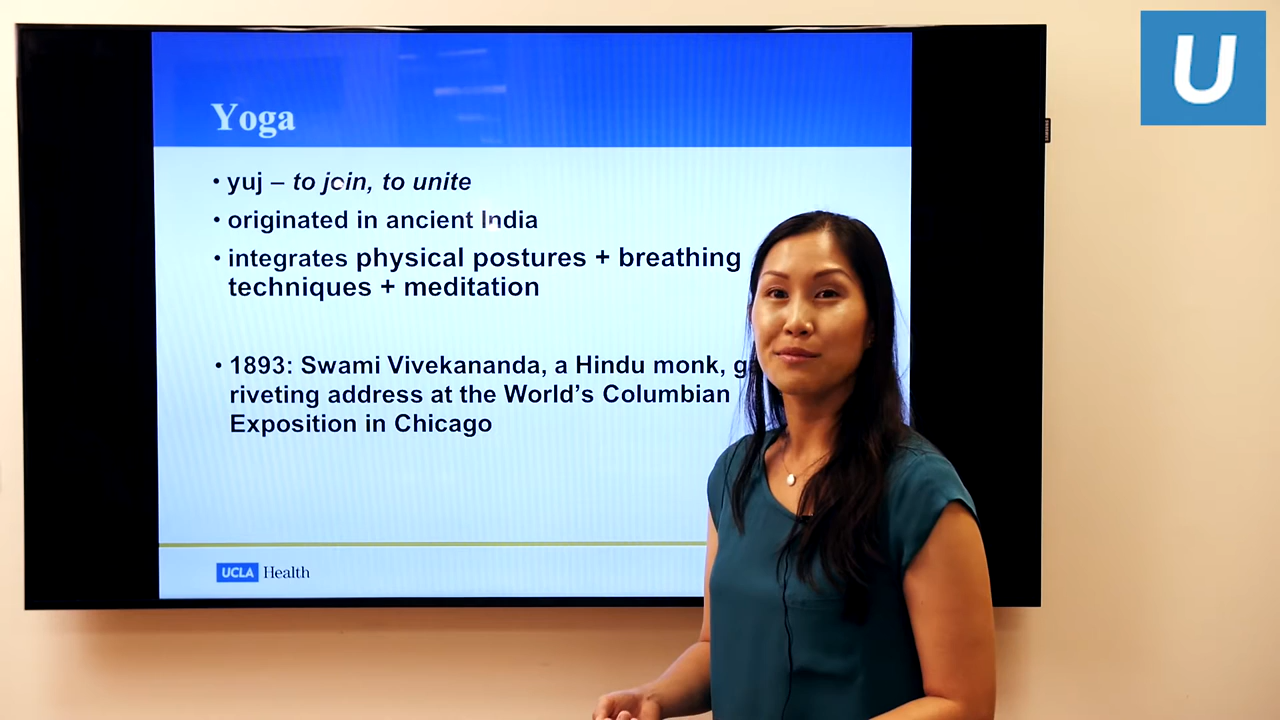 U
Yoga
• yuj – to join, to unite
• originated in ancient India
• integrates physical postures + breathing
techniques + meditation
• 1893: Swami Vivekananda, a Hindu monk,
riveting address at the World’s Columbian
Exposition in Chicago
UCLA Health